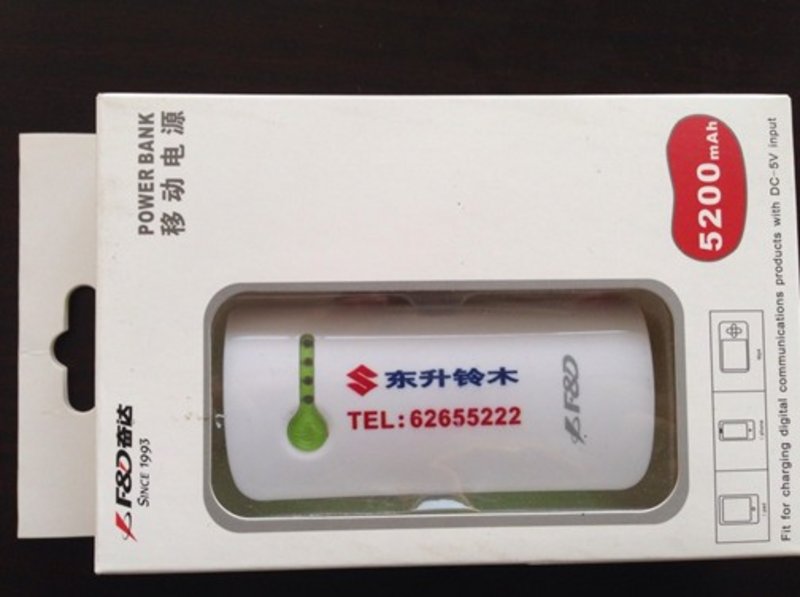 POWER BANK
移动电源
5200mAh
东升铃木
TEL:62655222
F&D
F&D奋达
SINCE 1993
Fit for charging digital communications products with DC-5V input